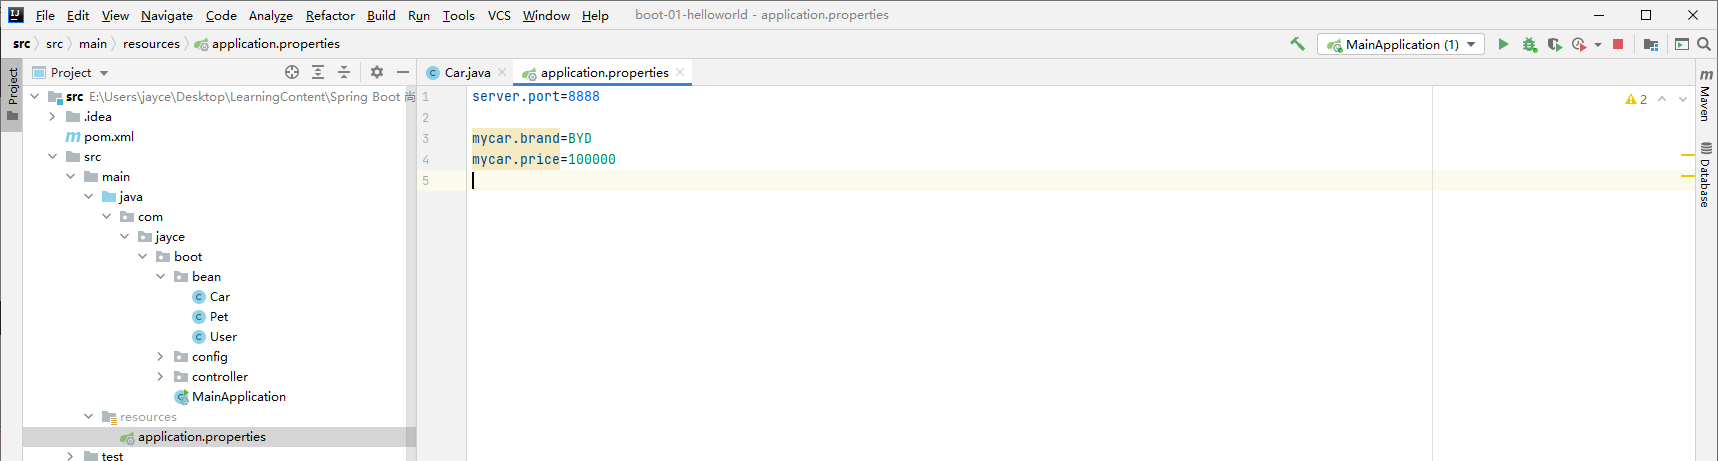 File Edit View Navigate Code Analyze Refactor Build Run Tools VCS Window Help boot-01-helloworld - application.properties
src src main resources application.properties MainApplication (1)
Project
Project
Car.java application.properties
src E:\Users\jayce\Desktop\LearningContent\Spring Boot 尚
.idea
pom.xml
src
main
java
com
jayce
boot
bean
Car
Pet
User
config
controller
MainApplication
resources
application.properties
test
1 server.port=8888
2
3 mycar.brand=BYD
4 mycar.price=100000
5
2
Maven
Database